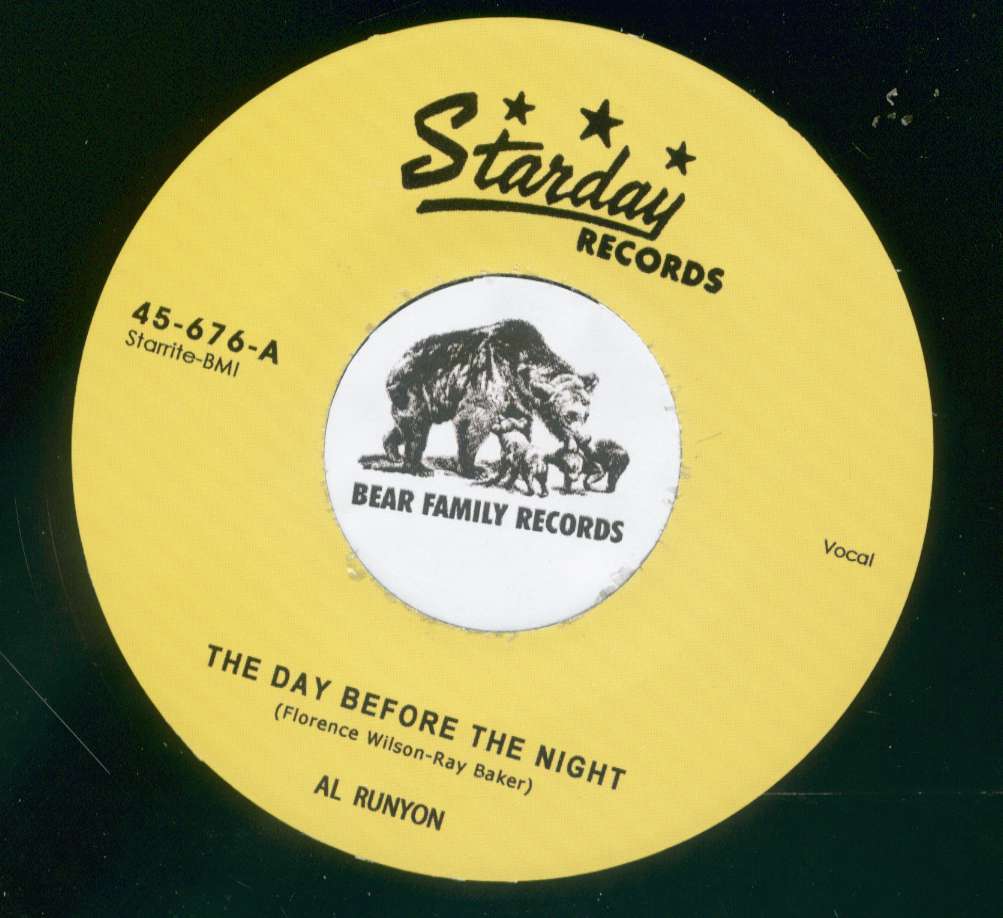 Starday
RECORDS
45-676-A
Starrite-BMI
BEAR FAMILY RECORDS
Vocal
THE DAY BEFORE THE NIGHT
(Florence Wilson-Ray Baker)
AL RUNYON